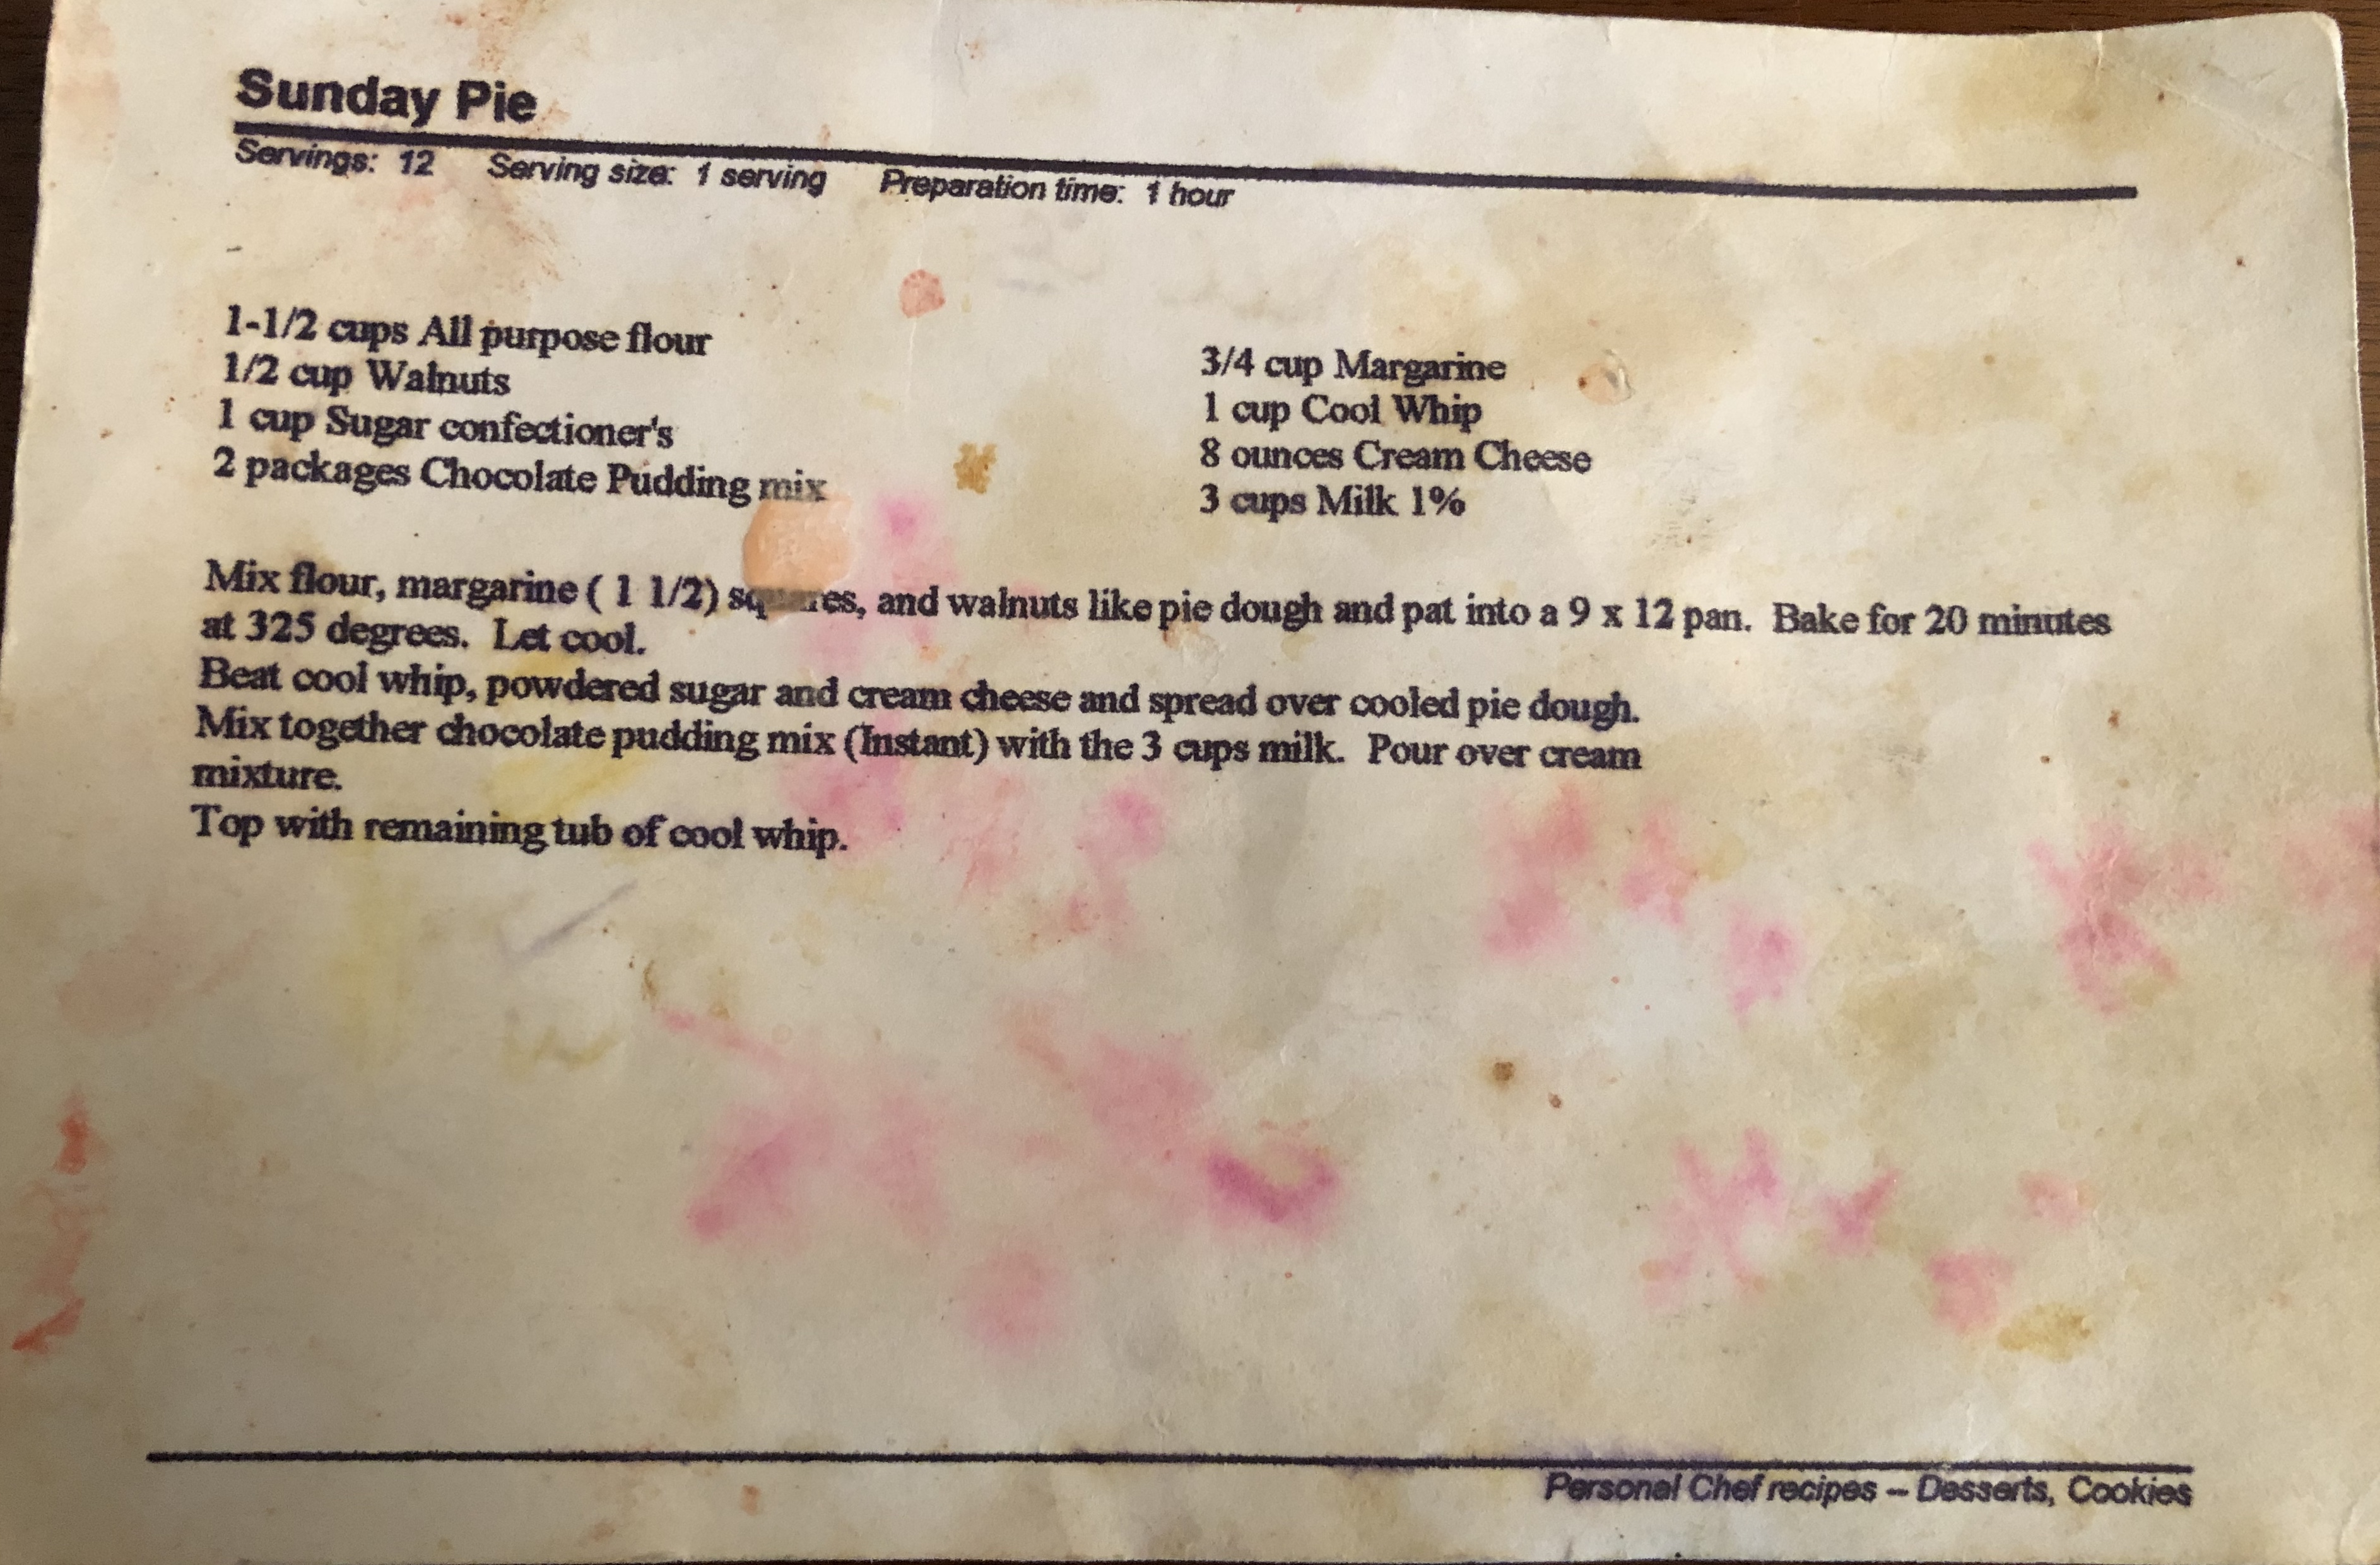 Sunday Pie
Servings: 12 Serving size: 1 serving Preparation time: 1 hour
1-1/2 cups All purpose flour
1/2 cup Walnuts
1 cup Sugar confectioner's
2 packages Chocolate Pudding mix
3/4 cup Margarine
1 cup Cool Whip
8 ounces Cream Cheese
3 cups Milk 1%
Mix flour, margarine ( 1 1/2) squares, and walnuts like pie dough and pat into a 9 x 12 pan. Bake for 20 minutes
at 325 degrees. Let cool.
Beat cool whip, powdered sugar and cream cheese and spread over cooled pie dough.
Mix together chocolate pudding mix (Instant) with the 3 cups milk. Pour over cream
mixture.
Top with remaining tub of cool whip.
Personal Chef recipes -- Desserts, Cookies